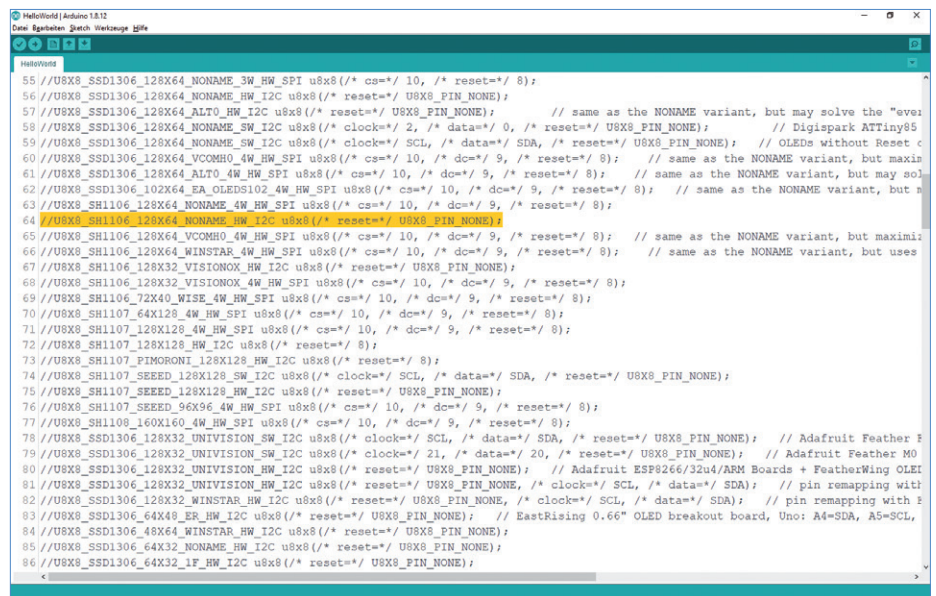 HelloWorld | Arduino 1.8.12
Datei Bearbeiten Sketch Werkzeuge Hilfe
HelloWorld
55 //U8X8_SSD1306_128X64_NONAME_3W_HW_SPI u8x8(/* cs=*/ 10, /* reset=*/ 8);
56 //U8X8_SSD1306_128X64_NONAME_HW_I2C u8x8(/* reset=*/ U8X8_PIN_NONE);
57 //U8X8_SSD1306_128X64_ALT0_HW_I2C u8x8(/* reset=*/ U8X8_PIN_NONE); // same as the NONAME variant, but may solve the "ever
58 //U8X8_SSD1306_128X64_NONAME_SW_I2C u8x8(/* clock=*/ 2, /* data=*/ 0, /* reset=*/ U8X8_PIN_NONE); // Digispark ATTiny85
59 //U8X8_SSD1306_128X64_NONAME_SW_I2C u8x8(/* clock=*/ SCL, /* data=*/ SDA, /* reset=*/ U8X8_PIN_NONE); // OLEDs without Reset o
60 //U8X8_SSD1306_128X64_VCOMH0_4W_HW_SPI u8x8(/* cs=*/ 10, /* dc=*/ 9, /* reset=*/ 8); // same as the NONAME variant, but maxim
61 //U8X8_SSD1306_128X64_ALT0_4W_HW_SPI u8x8(/* cs=*/ 10, /* dc=*/ 9, /* reset=*/ 8); // same as the NONAME variant, but may sol
62 //U8X8_SSD1306_102X64_EA_OLEDS102_4W_HW_SPI u8x8(/* cs=*/ 10, /* dc=*/ 9, /* reset=*/ 8); // same as the NONAME variant, but m
63 //U8X8_SH1106_128X64_NONAME_4W_HW_SPI u8x8(/* cs=*/ 10, /* dc=*/ 9, /* reset=*/ 8);
64 //U8X8_SH1106_128X64_NONAME_HW_I2C u8x8(/* reset=*/ U8X8_PIN_NONE);
65 //U8X8_SH1106_128X64_VCOMH0_4W_HW_SPI u8x8(/* cs=*/ 10, /* dc=*/ 9, /* reset=*/ 8); // same as the NONAME variant, but maximiz
66 //U8X8_SH1106_128X64_WINSTAR_4W_HW_SPI u8x8(/* cs=*/ 10, /* dc=*/ 9, /* reset=*/ 8); // same as the NONAME variant, but uses
67 //U8X8_SH1106_128X32_VISIONOX_HW_I2C u8x8(/* reset=*/ U8X8_PIN_NONE);
68 //U8X8_SH1106_128X32_VISIONOX_4W_HW_SPI u8x8(/* cs=*/ 10, /* dc=*/ 9, /* reset=*/ 8);
69 //U8X8_SH1106_72X40_WISE_4W_HW_SPI u8x8(/* cs=*/ 10, /* dc=*/ 9, /* reset=*/ 8);
70 //U8X8_SH1107_64X128_4W_HW_SPI u8x8(/* cs=*/ 10, /* dc=*/ 9, /* reset=*/ 8);
71 //U8X8_SH1107_128X128_4W_HW_SPI u8x8(/* cs=*/ 10, /* dc=*/ 9, /* reset=*/ 8);
72 //U8X8_SH1107_128X128_HW_I2C u8x8(/* reset=*/ 8);
73 //U8X8_SH1107_PIMORONI_128X128_HW_I2C u8x8(/* reset=*/ 8);
74 //U8X8_SH1107_SEEED_128X128_SW_I2C u8x8(/* clock=*/ SCL, /* data=*/ SDA, /* reset=*/ U8X8_PIN_NONE);
75 //U8X8_SH1107_SEEED_128X128_HW_I2C u8x8(/* reset=*/ U8X8_PIN_NONE);
76 //U8X8_SH1107_SEEED_96X96_4W_HW_SPI u8x8(/* cs=*/ 10, /* dc=*/ 9, /* reset=*/ 8);
77 //U8X8_SH1108_160X160_4W_HW_SPI u8x8(/* cs=*/ 10, /* dc=*/ 9, /* reset=*/ 8);
78 //U8X8_SSD1306_128X32_UNIVISION_SW_I2C u8x8(/* clock=*/ SCL, /* data=*/ SDA, /* reset=*/ U8X8_PIN_NONE); // Adafruit Feather
79 //U8X8_SSD1306_128X32_UNIVISION_SW_I2C u8x8(/* clock=*/ 21, /* data=*/ 20, /* reset=*/ U8X8_PIN_NONE); // Adafruit Feather M0
80 //U8X8_SSD1306_128X32_UNIVISION_HW_I2C u8x8(/* reset=*/ U8X8_PIN_NONE); // Adafruit ESP8266/32u4/ARM Boards + FeatherWing OLED
81 //U8X8_SSD1306_128X32_UNIVISION_HW_I2C u8x8(/* reset=*/ U8X8_PIN_NONE, /* clock=*/ SCL, /* data=*/ SDA); // pin remapping with
82 //U8X8_SSD1306_128X32_WINSTAR_HW_I2C u8x8(/* reset=*/ U8X8_PIN_NONE, /* clock=*/ SCL, /* data=*/ SDA); // pin remapping with
83 //U8X8_SSD1306_64X48_ER_HW_I2C u8x8(/* reset=*/ U8X8_PIN_NONE); // EastRising 0.66" OLED breakout board, Uno: A4=SDA, A5=SCL,
84 //U8X8_SSD1306_48X64_WINSTAR_HW_I2C u8x8(/* reset=*/ U8X8_PIN_NONE);
85 //U8X8_SSD1306_64X32_NONAME_HW_I2C u8x8(/* reset=*/ U8X8_PIN_NONE);
86 //U8X8_SSD1306_64X32_1F_HW_I2C u8x8(/* reset=*/ U8X8_PIN_NONE);